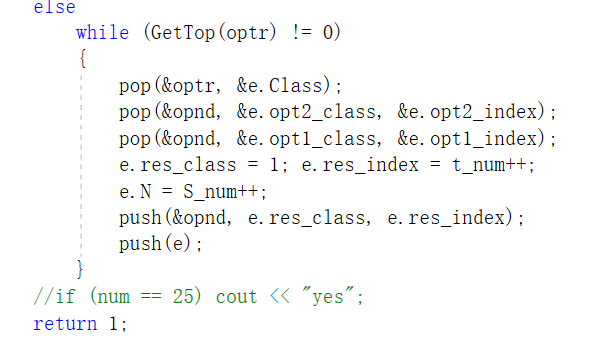 else
while (GetTop(optr) != 0)
{
pop(&optr, &e.Class);
pop(&opnd, &e.opt2_class, &e.opt2_index);
pop(&opnd, &e.opt1_class, &e.opt1_index);
e.res_class = 1; e.res_index = t_num++;
e.N = S_num++;
push(&opnd, e.res_class, e.res_index);
push(e);
}
//if (num == 25) cout << "yes";
return 1;